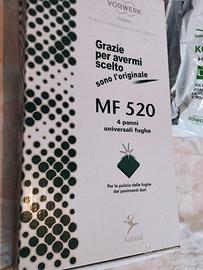 VORWERK
Grazie
per avermi
scelto
sono l'originale
MF 520
4 panni
universali fughe
Per la pulizia delle fughe
dei pavimenti duri
Kobold